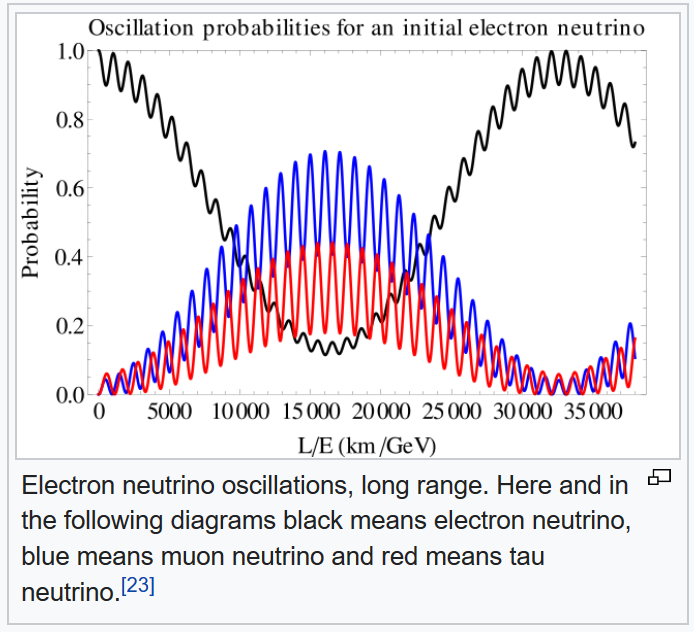 Oscillation probabilities for an initial electron neutrino
1.0
0.8
0.6
0.4
0.2
0.0
Probability
0 5000 10000 15000 20000 25000 30000 35000
L/E (km/GeV)
Electron neutrino oscillations, long range. Here and in
the following diagrams black means electron neutrino,
blue means muon neutrino and red means tau
neutrino.[23]